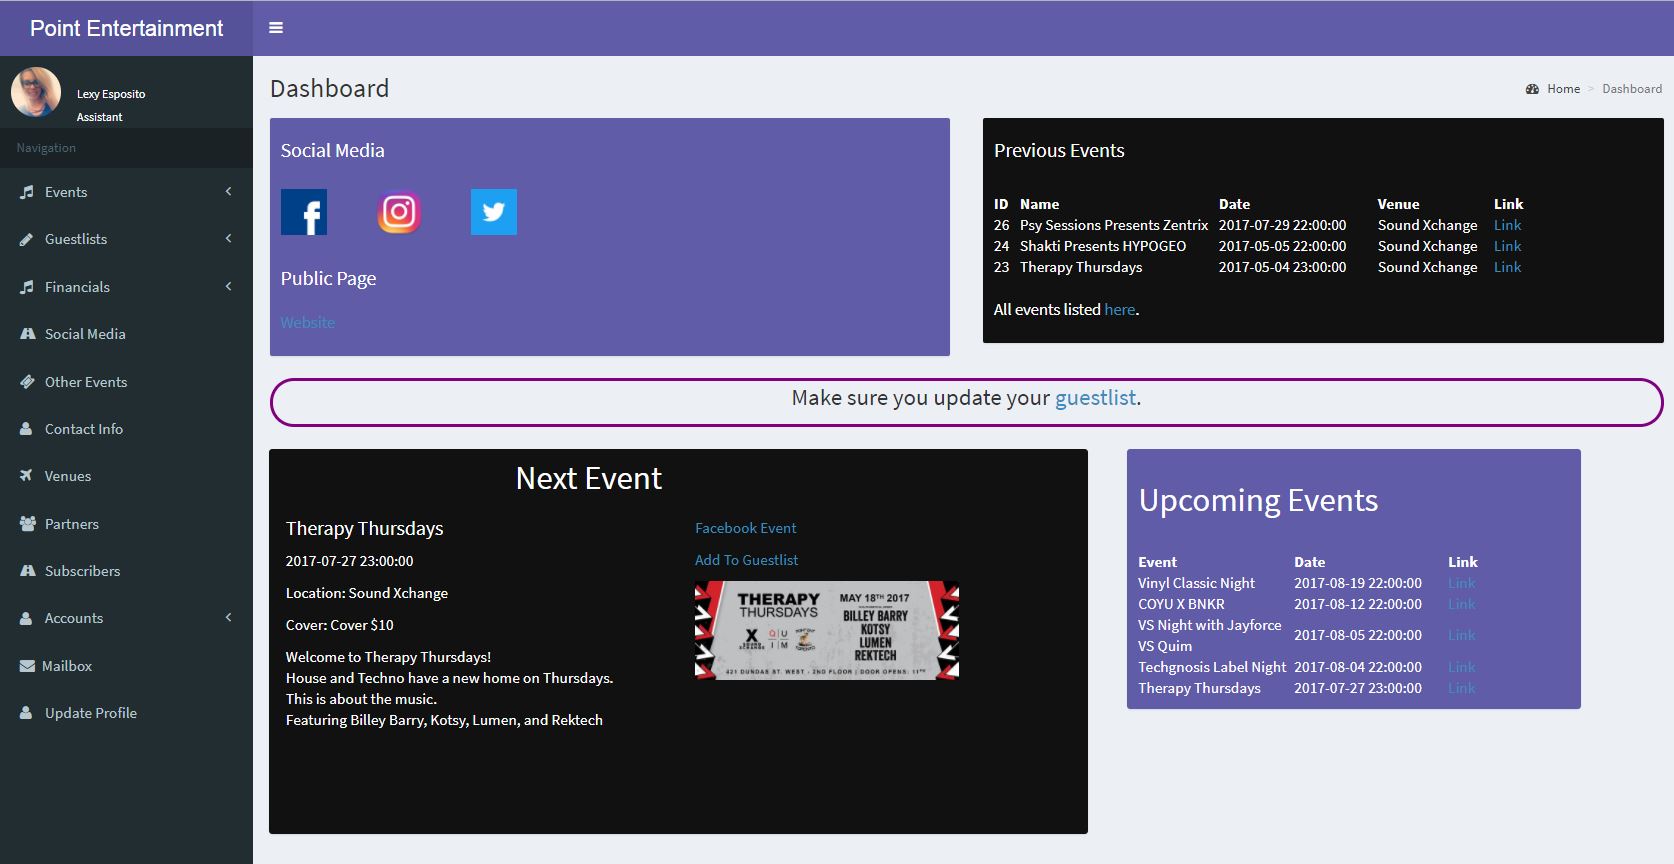 Point Entertainment
Lexy Esposito
Assistant
Navigation
Events
Guestlists
Financials
Social Media
Other Events
Contact Info
Venues
Partners
Subscribers
Accounts
Mailbox
Update Profile
Dashboard
Home > Dashboard
Social Media
Public Page
Website
Previous Events
ID Name Date Venue Link
26 Psy Sessions Presents Zentrix 2017-07-29 22:00:00 Sound Xchange Link
24 Shakti Presents HYPOGEO 2017-05-05 22:00:00 Sound Xchange Link
23 Therapy Thursdays 2017-05-04 23:00:00 Sound Xchange Link
All events listed here.
Make sure you update your guestlist.
Next Event
Therapy Thursdays
2017-07-27 23:00:00
Location: Sound Xchange
Cover: Cover $10
Welcome to Therapy Thursdays!
House and Techno have a new home on Thursdays.
This is about the music.
Featuring Billey Barry, Kotsy, Lumen, and Rektech
Facebook Event
Add To Guestlist
THERAPY
THURSDAYS
X
SOUND
XCHANGE
QU
IM
MAY 18TH 2017
BILLEY BARRY
KOTSY
LUMEN
REKTECH
421 DUNDAS ST. WEST - 2ND FLOOR | DOOR OPENS: 11PM
Upcoming Events
Event Date Link
Vinyl Classic Night 2017-08-19 22:00:00 Link
COYU X BNKR 2017-08-12 22:00:00 Link
VS Night with Jayforce
VS Quim 2017-08-05 22:00:00 Link
Techgnosis Label Night 2017-08-04 22:00:00 Link
Therapy Thursdays 2017-07-27 23:00:00 Link